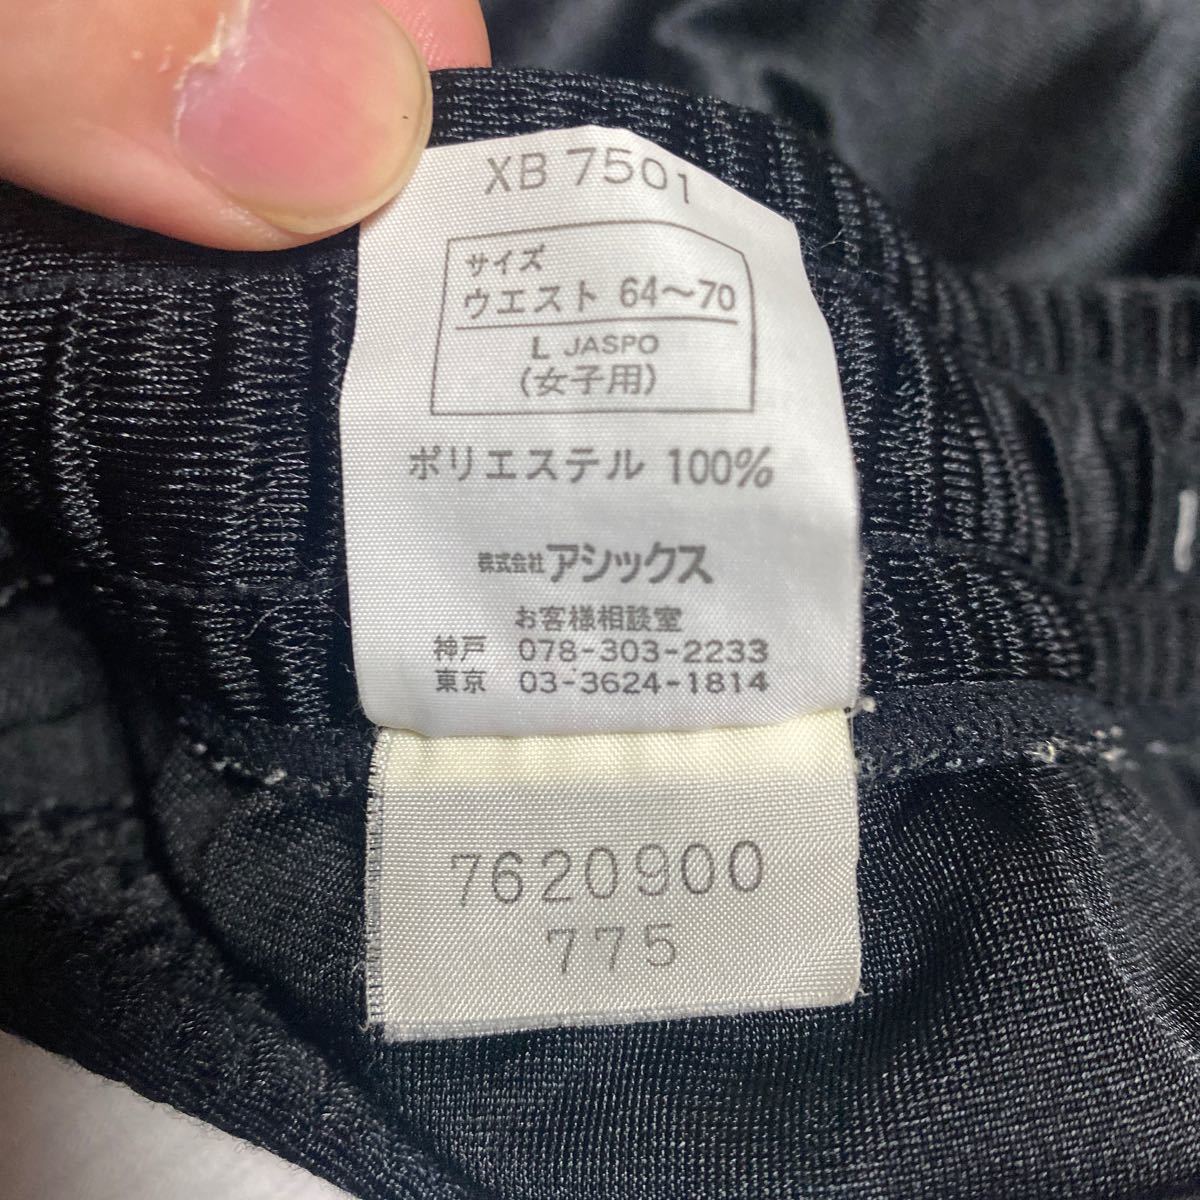 XB 7501
サイズ
ウエスト 64～70
L JASPO
(女子用)
ポリエステル 100%
株式会社アシックス
お客様相談室
神戸 078-303-2233
東京 03-3624-1814
7620900
775